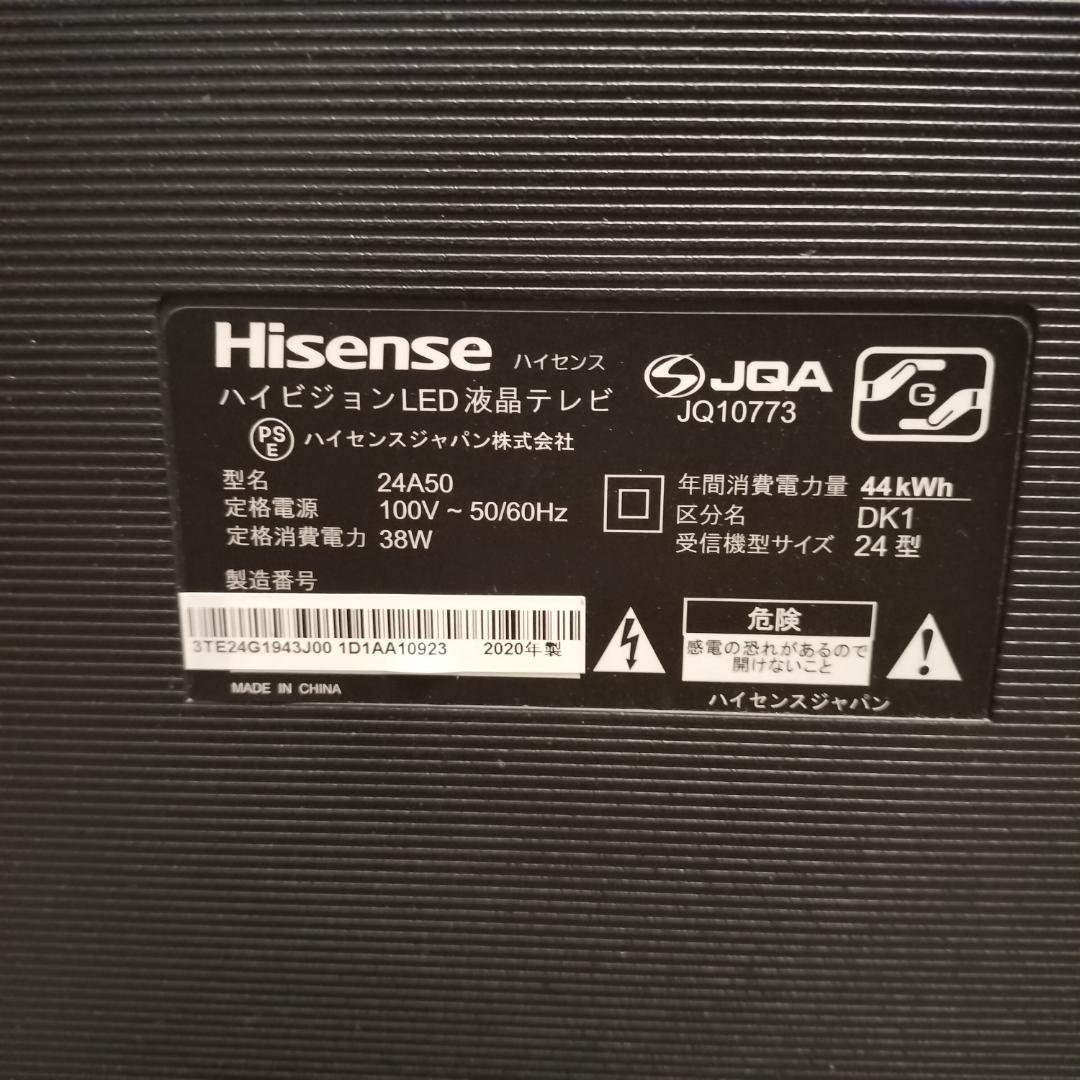 Hisense ハイセンス
ハイビジョンLED液晶テレビ
PSE ハイセンスジャパン株式会社
JQA
JQ10773
G
型名 24A50
定格電源 100V ~ 50/60Hz
定格消費電力 38W
年間消費電力量 44kWh
区分名 DK1
受信機型サイズ 24型
製造番号
3TE24G1943J00 1D1AA10923 2020年製
MADE IN CHINA
危険
感電の恐れがあるので
開けないこと
ハイセンスジャパン